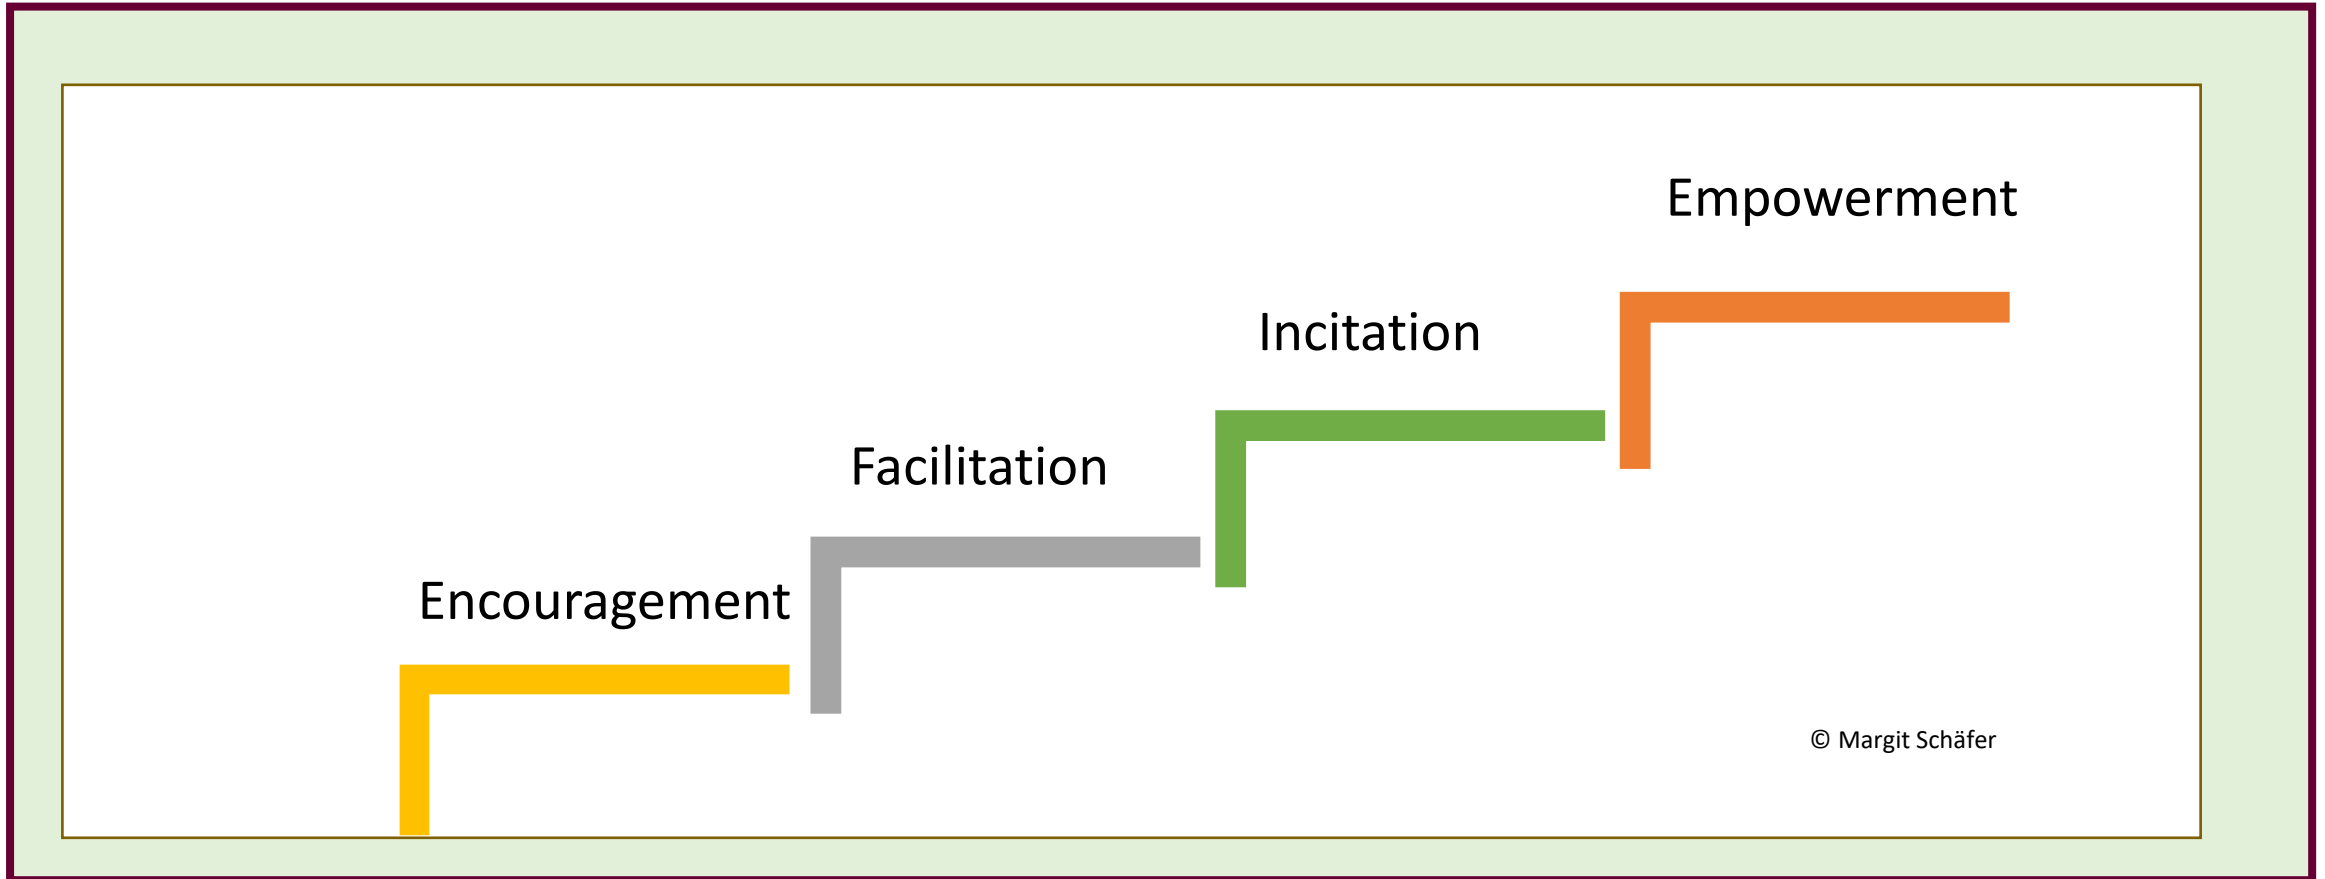 Empowerment
Incitation
Facilitation
Encouragement
© Margit Schäfer